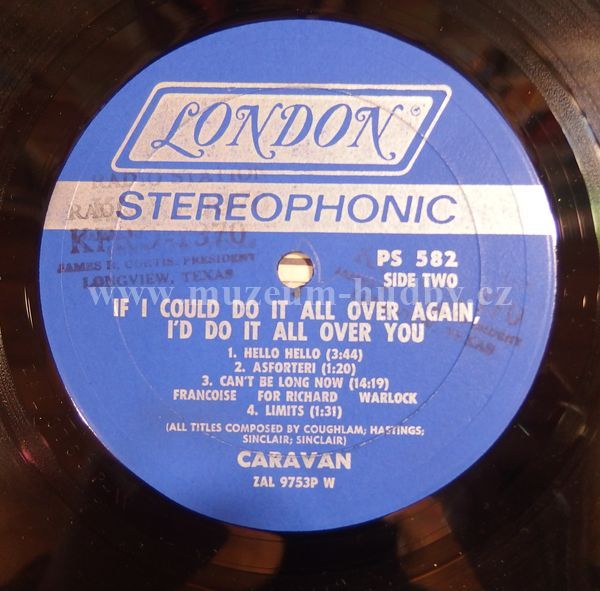 LONDON
RADIO STATION
STEREOPHONIC
JAMES R. CURTIS, PRESIDENT
LONGVIEW, TEXAS
PS 582
SIDE TWO
www.muzeum-hudby.cz
IF I COULD DO IT ALL OVER AGAIN,
I'D DO IT ALL OVER YOU
1. HELLO HELLO (3:44)
2. ASFORTERI (1:20)
3. CAN'T BE LONG NOW (14:19)
FRANCOISE FOR RICHARD WARLOCK
4. LIMITS (1:31)
(ALL TITLES COMPOSED BY COUGHLAM; HASTINGS;
SINCLAIR; SINCLAIR)
CARAVAN
ZAL 9753P W